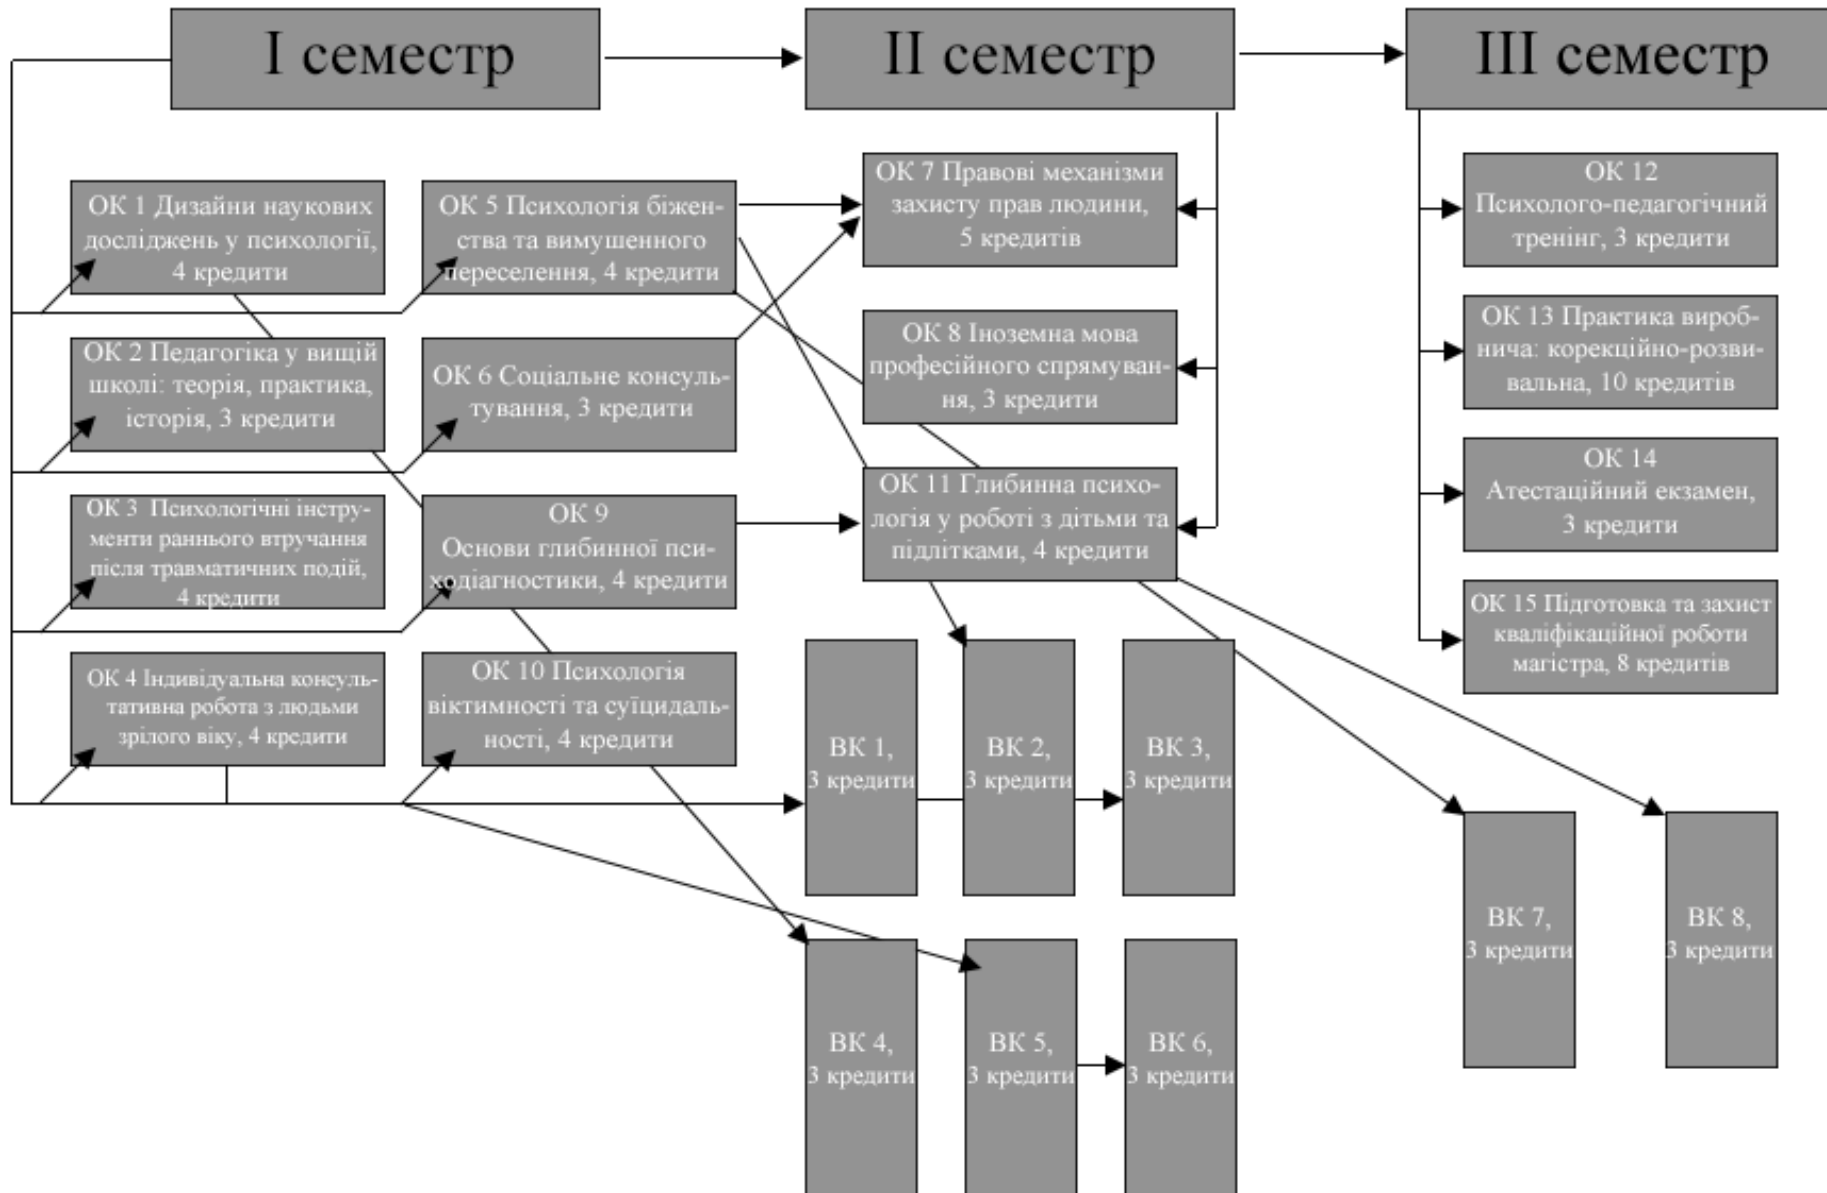 I семестр
II семестр
III семестр
ОК 1 Дизайни наукових
досліджень у психології,
4 кредити
ОК 5 Психологія біжен-
ства та вимушенного
переселення, 4 кредити
ОК 7 Правові механізми
захисту прав людини,
5 кредитів
ОК 12
Психолого-педагогічний
тренінг, 3 кредити
ОК 2 Педагогіка у вищій
школі: теорія, практика,
історія, 3 кредити
ОК 6 Соціальне консуль-
тування, 3 кредити
ОК 8 Іноземна мова
професійного спрямуван-
ня, 3 кредити
ОК 13 Практика вироб-
нича: корекційно-розви-
вальна, 10 кредитів
ОК 3 Психологічні інстру-
менти раннього втручання
після травматичних подій,
4 кредити
ОК 9
Основи глибинної пси-
ходіагностики, 4 кредити
ОК 11 Глибинна психо-
логія у роботі з дітьми та
підлітками, 4 кредити
ОК 14
Атестаційний екзамен,
3 кредити
ОК 4 Індивідуальна консуль-
тативна робота з людьми
зрілого віку, 4 кредити
ОК 10 Психологія
віктимності та суїцидаль-
ності, 4 кредити
ОК 15 Підготовка та захист
кваліфікаційної роботи
магістра, 8 кредитів
ВК 1,
3 кредити
ВК 2,
3 кредити
ВК 3,
3 кредити
ВК 7,
3 кредити
ВК 8,
3 кредити
ВК 4,
3 кредити
ВК 5,
3 кредити
ВК 6,
3 кредити